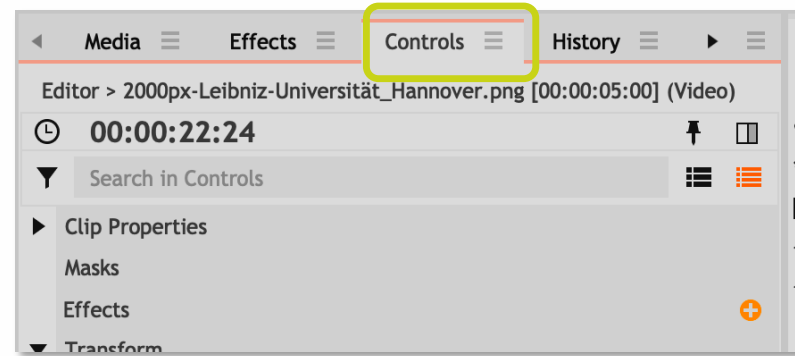 Media Effects Controls History
Editor > 2000px-Leibniz-Universität_Hannover.png [00:00:05:00] (Video)
00:00:22:24
Search in Controls
Clip Properties
Masks
Effects
Transform